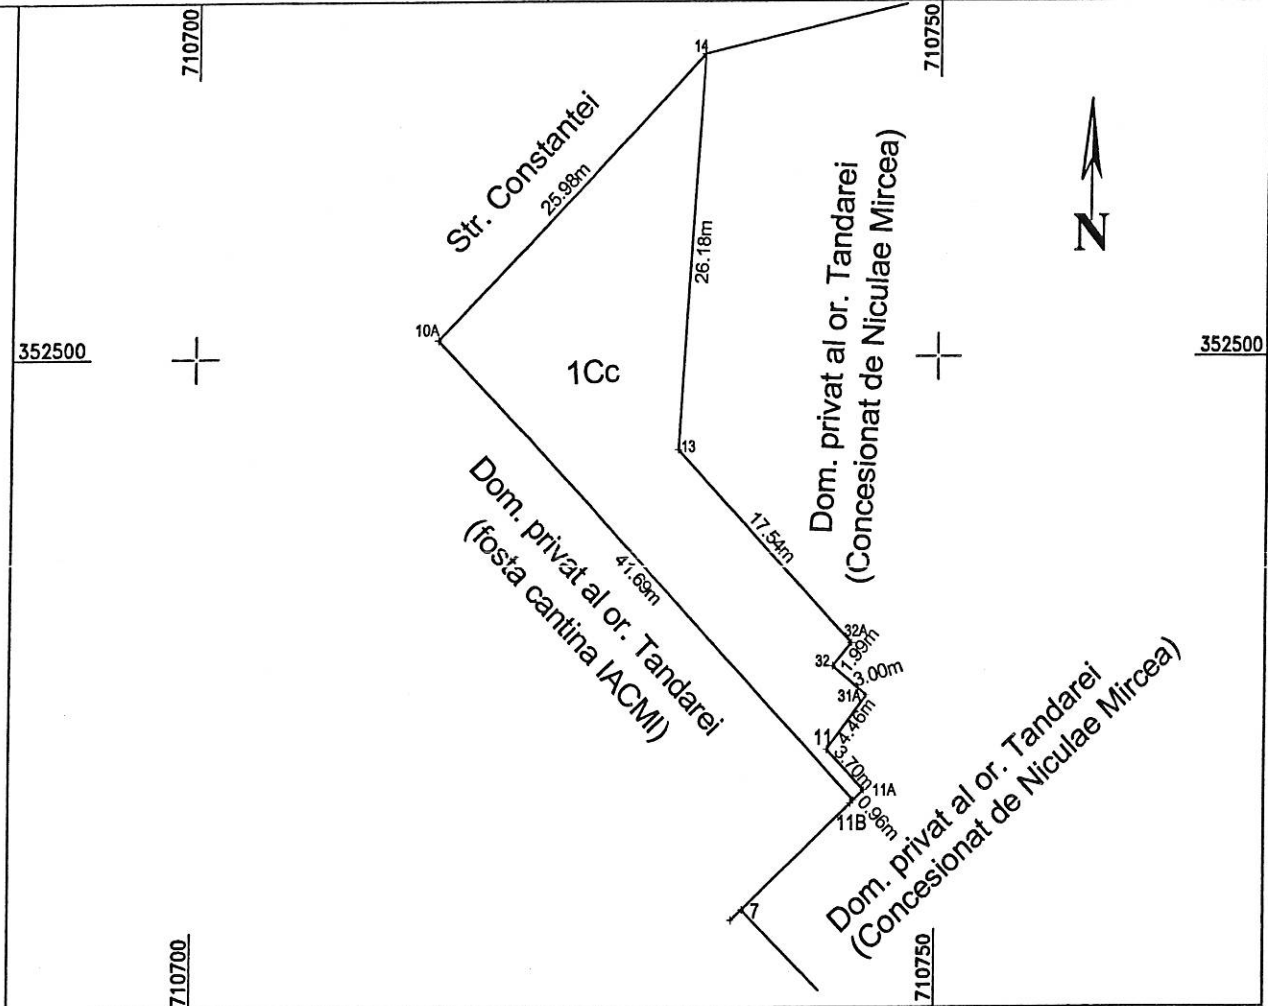 710700
710750
14
Str. Constantei
25.98m
26.18m
Dom. privat al or. Tandarei
(Concesionat de Niculae Mircea)
N
10A
352500
352500
1Cc
13
Dom. privat al or. Tandarei
(fosta cantina IACMI)
41.69m
17.54m
32A
1.99m
32
3.00m
31A
4.46m
11
3.70m
11A
0.96m
11B
Dom. privat al or. Tandarei
(Concesionat de Niculae Mircea)
7
710700
710750